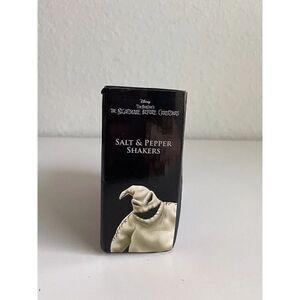 Disney
Tim Burton's
THE NIGHTMARE BEFORE CHRISTMAS
SALT & PEPPER
SHAKERS